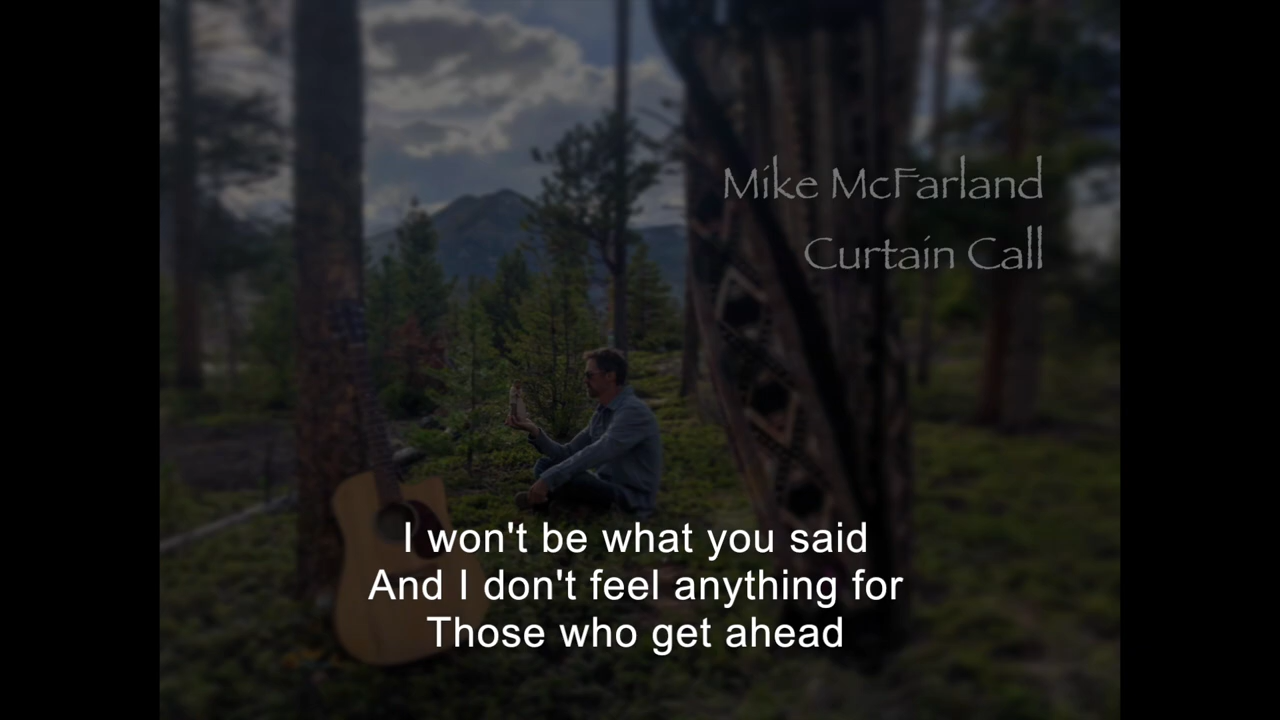 Mike McFarland
Curtain Call
I won't be what you said
And I don't feel anything for
Those who get ahead